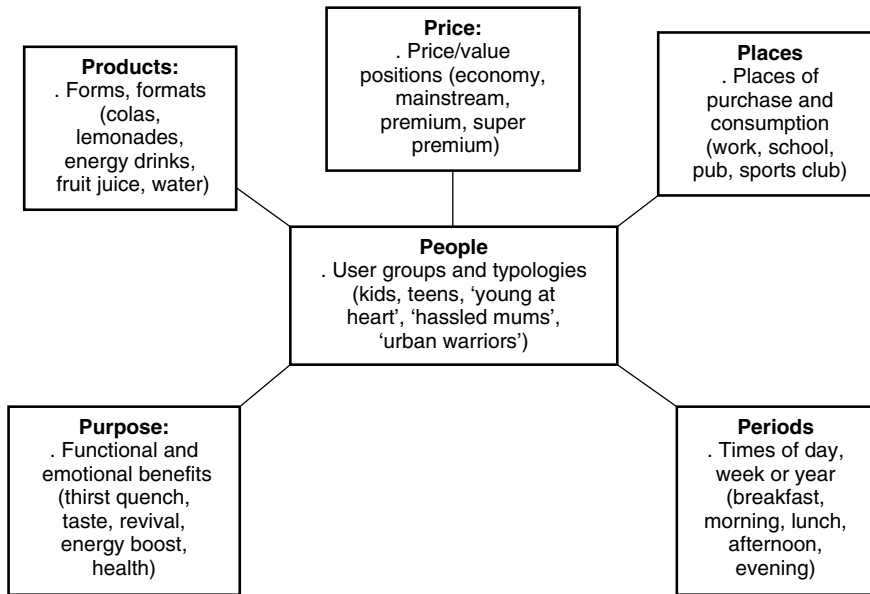 Products:
. Forms, formats
(colas,
lemonades,
energy drinks,
fruit juice, water)
Price:
. Price/value
positions (economy,
mainstream,
premium, super
premium)
Places
. Places of
purchase and
consumption
(work, school,
pub, sports club)
People
. User groups and typologies
(kids, teens, ‘young at
heart’, ‘hassled mums’,
‘urban warriors’)
Purpose:
. Functional and
emotional benefits
(thirst quench,
taste, revival,
energy boost,
health)
Periods
. Times of day,
week or year
(breakfast,
morning, lunch,
afternoon,
evening)